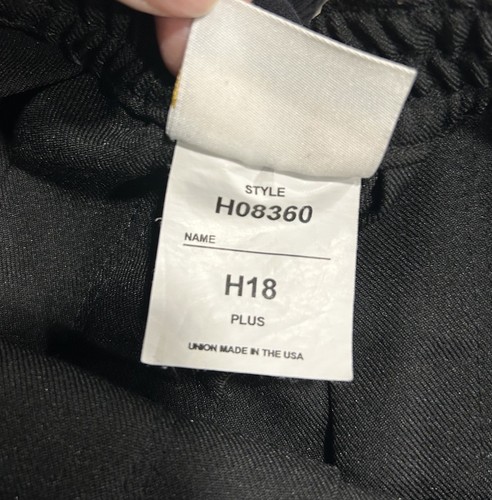 STYLE
H08360
NAME
H18
PLUS
UNION MADE IN THE USA